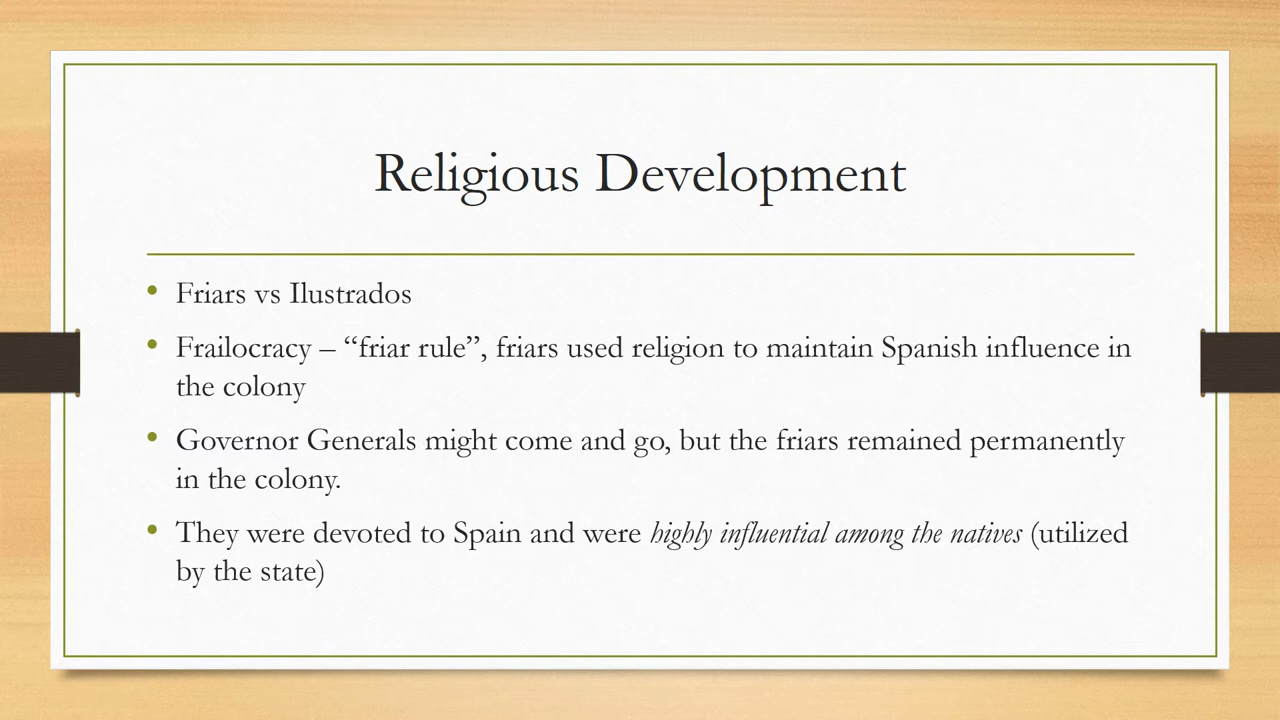 Religious Development
• Friars vs Ilustrados
• Frailocracy – “friar rule”, friars used religion to maintain Spanish influence in
the colony
• Governor Generals might come and go, but the friars remained permanently
in the colony.
• They were devoted to Spain and were highly influential among the natives (utilized
by the state)